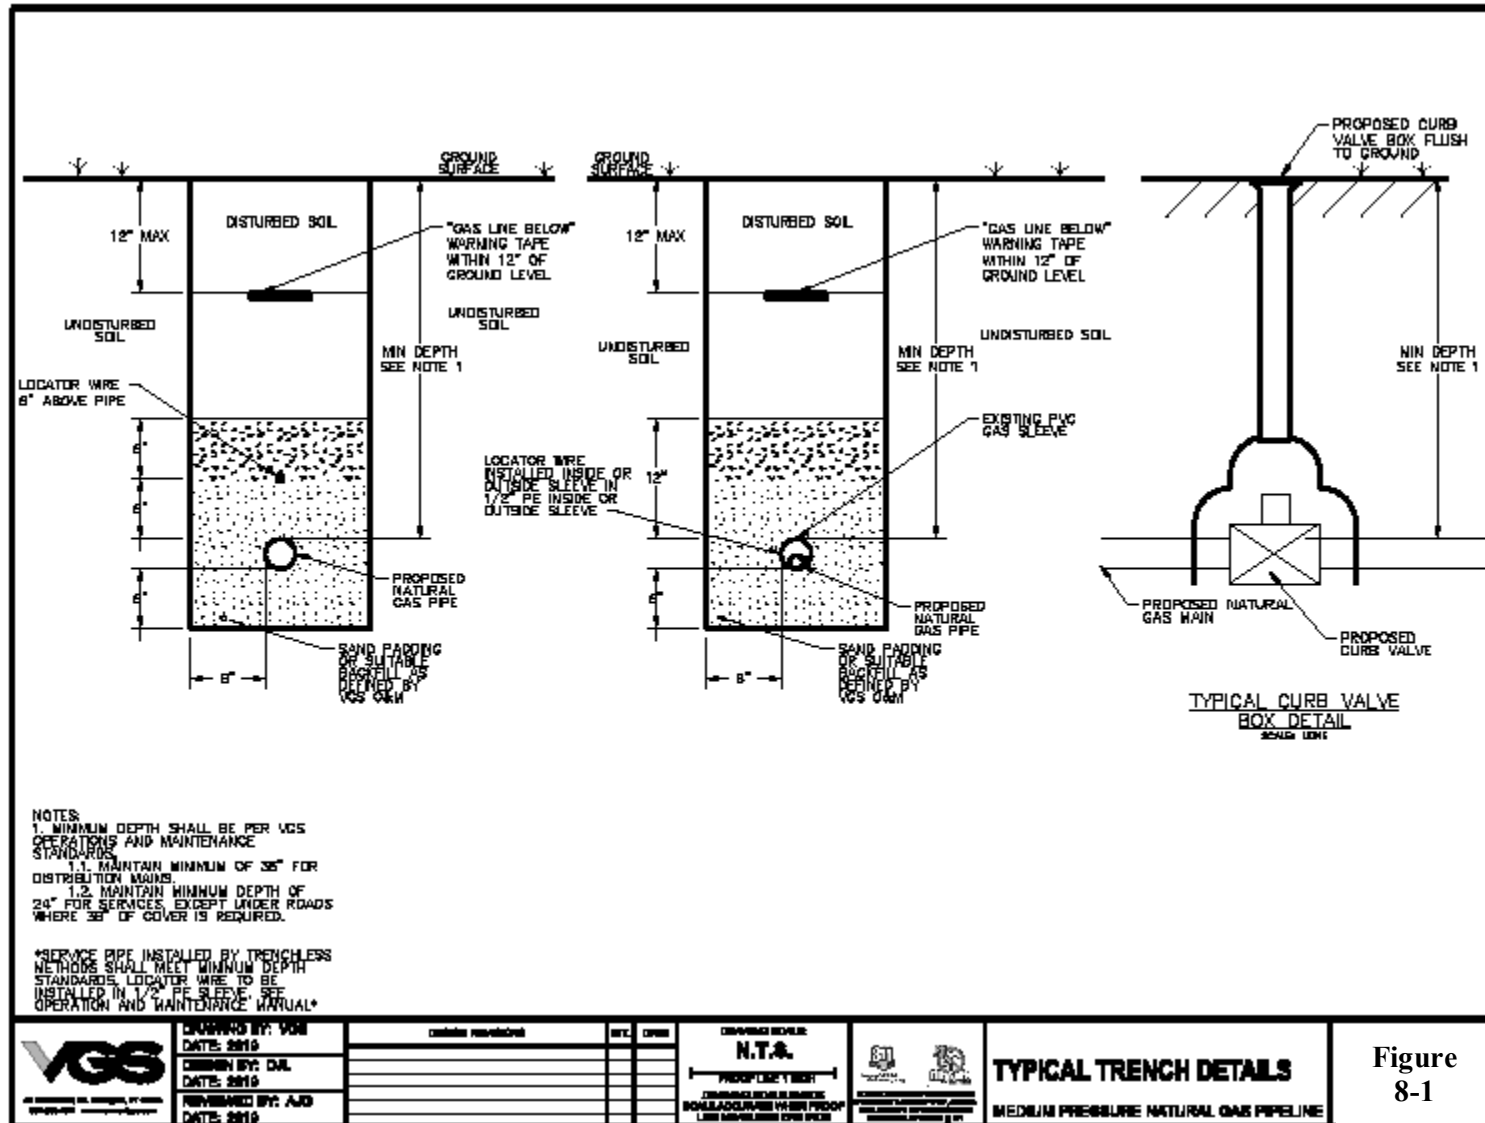 GROUND
SURFACE
12" MAX
DISTURBED SOIL
"GAS LINE BELOW"
WARNING TAPE
WITHIN 12" OF
GROUND LEVEL
UNDISTURBED
SOIL
UNDISTURBED
SOIL
MIN DEPTH
SEE NOTE 1
LOCATOR WIRE
6" ABOVE PIPE
6"
6"
6"
PROPOSED
NATURAL
GAS PIPE
SAND PADDING
OR SUITABLE
BACKFILL AS
DEFINED BY
VGS O&M
GROUND
SURFACE
12" MAX
DISTURBED SOIL
"GAS LINE BELOW"
WARNING TAPE
WITHIN 12" OF
GROUND LEVEL
UNDISTURBED
SOIL
UNDISTURBED SOIL
MIN DEPTH
SEE NOTE 1
EXISTING PVC
GAS SLEEVE
LOCATOR WIRE
INSTALLED INSIDE OR
OUTSIDE SLEEVE IN
1/2" PE INSIDE OR
OUTSIDE SLEEVE
12"
6"
PROPOSED
NATURAL
GAS PIPE
SAND PADDING
OR SUITABLE
BACKFILL AS
DEFINED BY
VGS O&M
PROPOSED CURB
VALVE BOX FLUSH
TO GROUND
MIN DEPTH
SEE NOTE 1
PROPOSED NATURAL
GAS MAIN
PROPOSED
CURB VALVE
TYPICAL CURB VALVE
BOX DETAIL
NOTES:
1. MINIMUM DEPTH SHALL BE PER VGS
OPERATIONS AND MAINTENANCE
STANDARDS.
1.1. MAINTAIN MINIMUM OF 36" FOR
DISTRIBUTION MAINS.
1.2. MAINTAIN MINIMUM DEPTH OF
24" FOR SERVICES, EXCEPT UNDER ROADS
WHERE 36" OF COVER IS REQUIRED.
*SERVICE PIPE INSTALLED BY TRENCHLESS
METHODS SHALL MEET MINIMUM DEPTH
STANDARDS. LOCATOR WIRE TO BE
INSTALLED IN 1/2" PE SLEEVE. SEE
OPERATION AND MAINTENANCE MANUAL*
VGS
DRAWING BY: VGS
DATE: 2019
DESIGN BY:
DATE: 2019
REVIEWED BY:
DATE: 2019
DRAWING SCALE:
N.T.S.
TYPICAL TRENCH DETAILS
MEDIUM PRESSURE NATURAL GAS PIPELINE
Figure
8-1